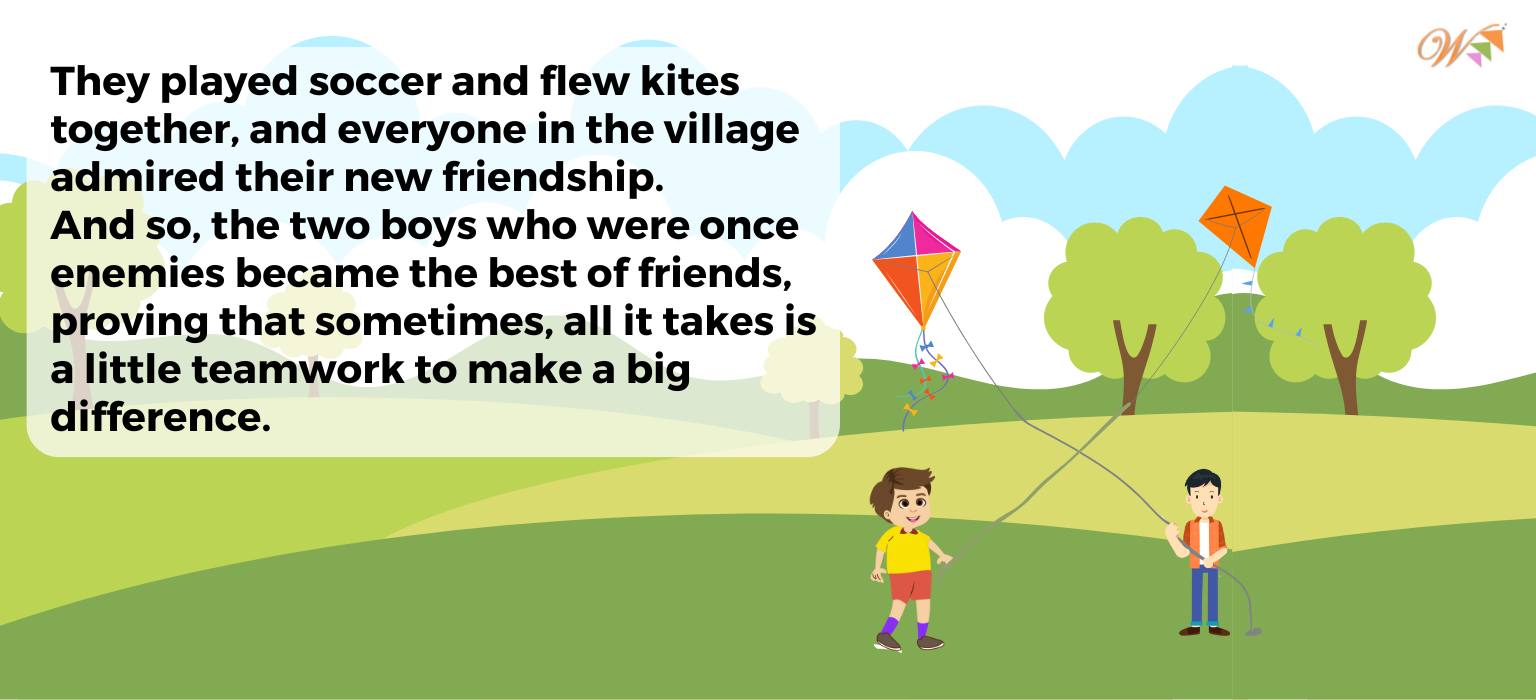 They played soccer and flew kites
together, and everyone in the village
admired their new friendship.
And so, the two boys who were once
enemies became the best of friends,
proving that sometimes, all it takes is
a little teamwork to make a big
difference.
W